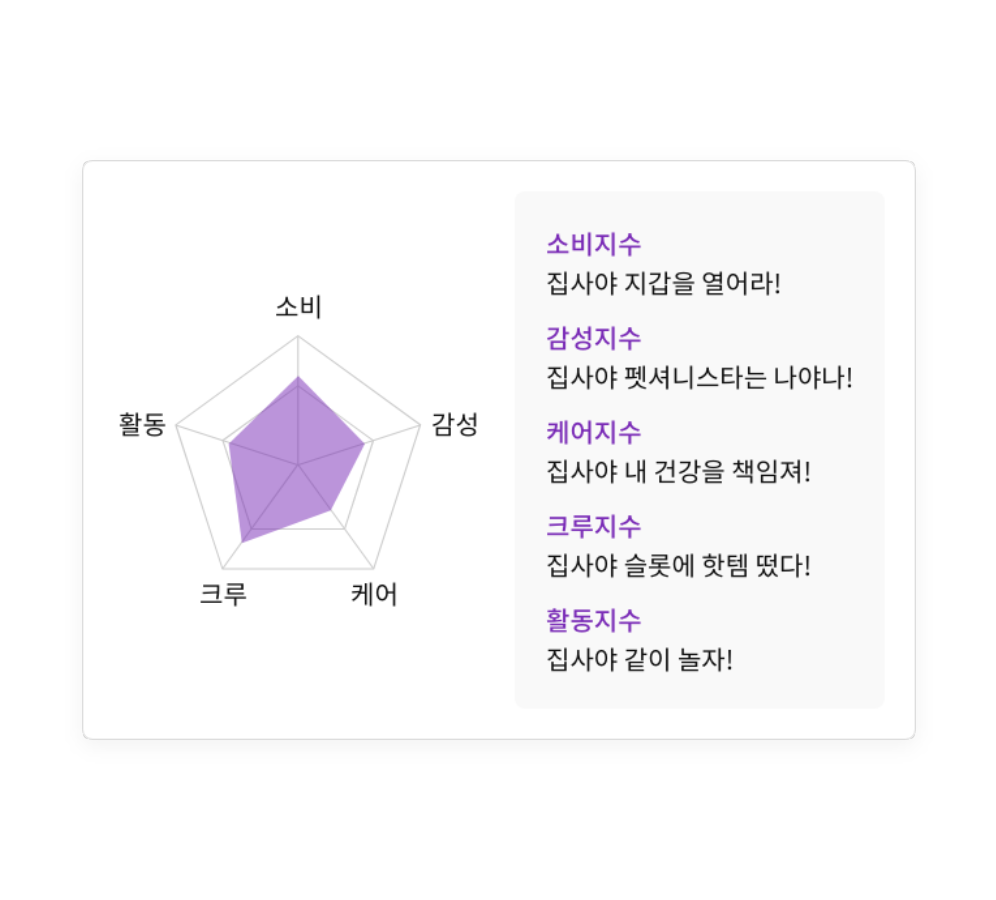 소비
활동
감성
크루
케어
소비지수
집사야 지갑을 열어라!
감성지수
집사야 펫셔니스타는 나야나!
케어지수
집사야 내 건강을 책임져!
크루지수
집사야 슬롯에 핫템 떴다!
활동지수
집사야 같이 놀자!